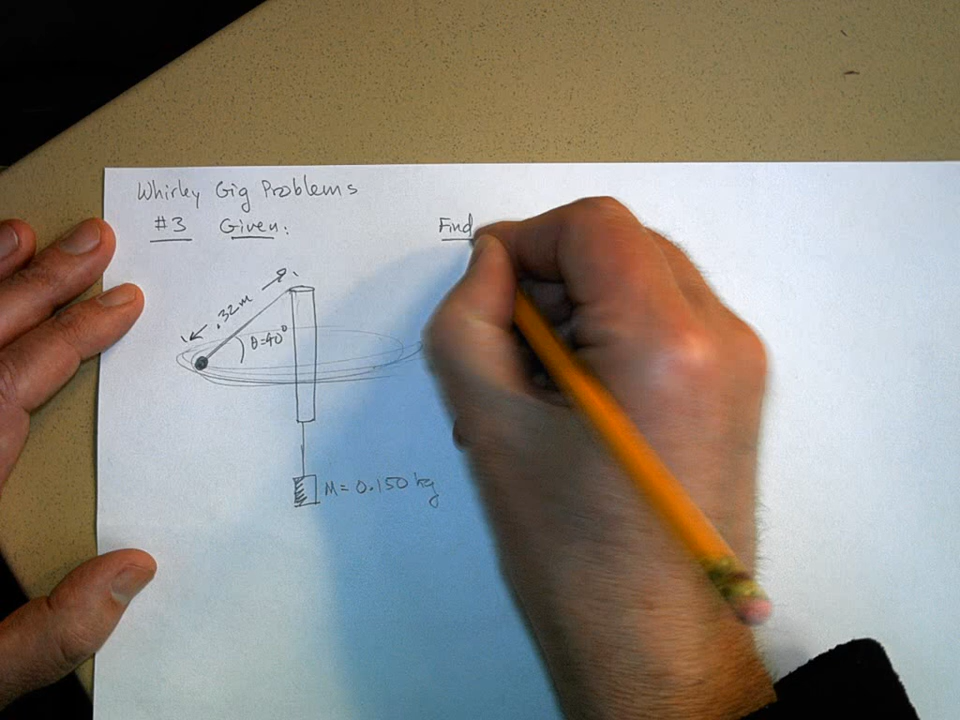 Whirley Gig Problems
#3 Given: Find
.32m
θ=40°
M = 0.150 kg